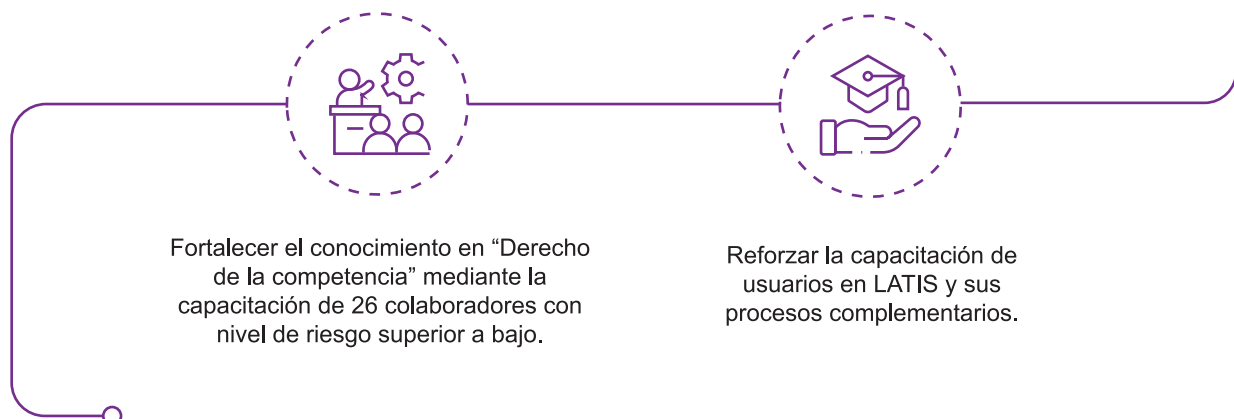 Fortalecer el conocimiento en “Derecho
de la competencia” mediante la
capacitación de 26 colaboradores con
nivel de riesgo superior a bajo.
Reforzar la capacitación de
usuarios en LATIS y sus
procesos complementarios.